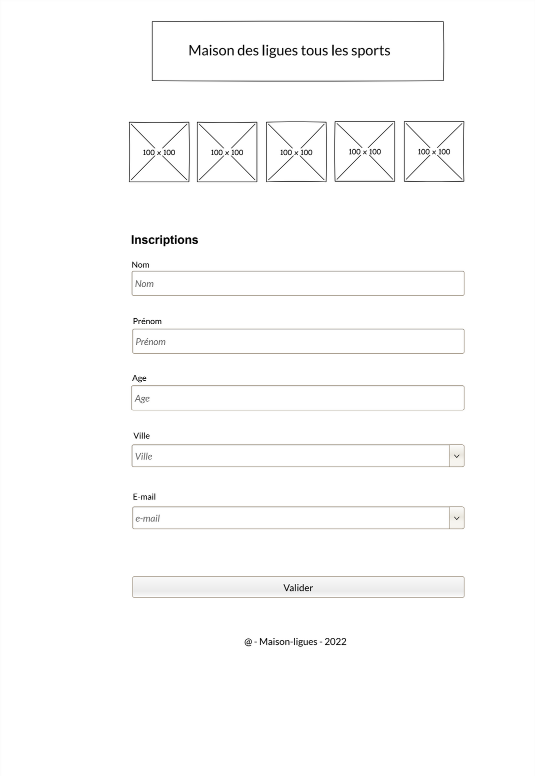 Maison des ligues tous les sports
100 x 100 100 x 100 100 x 100 100 x 100 100 x 100
Inscriptions
Nom
Nom
Prénom
Prénom
Age
Age
Ville
Ville
E-mail
e-mail
Valider
@ - Maison-ligues - 2022